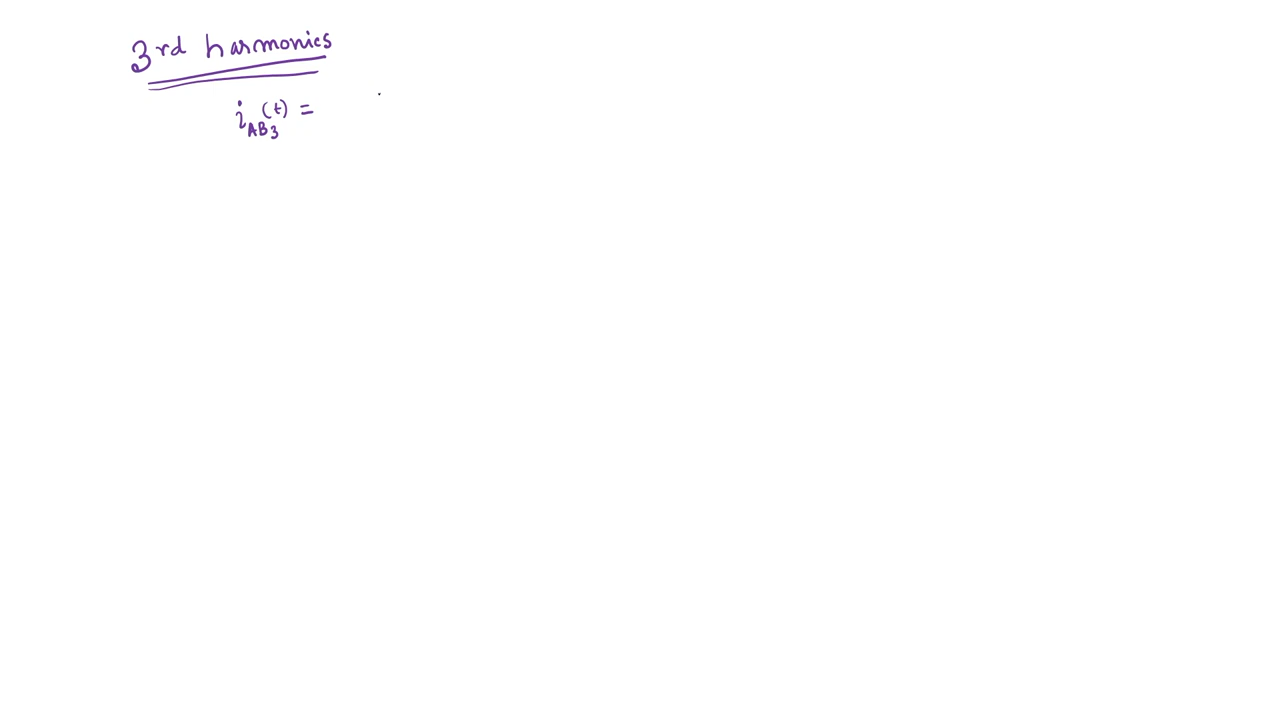 3rd harmonics
i_AB3(t) =